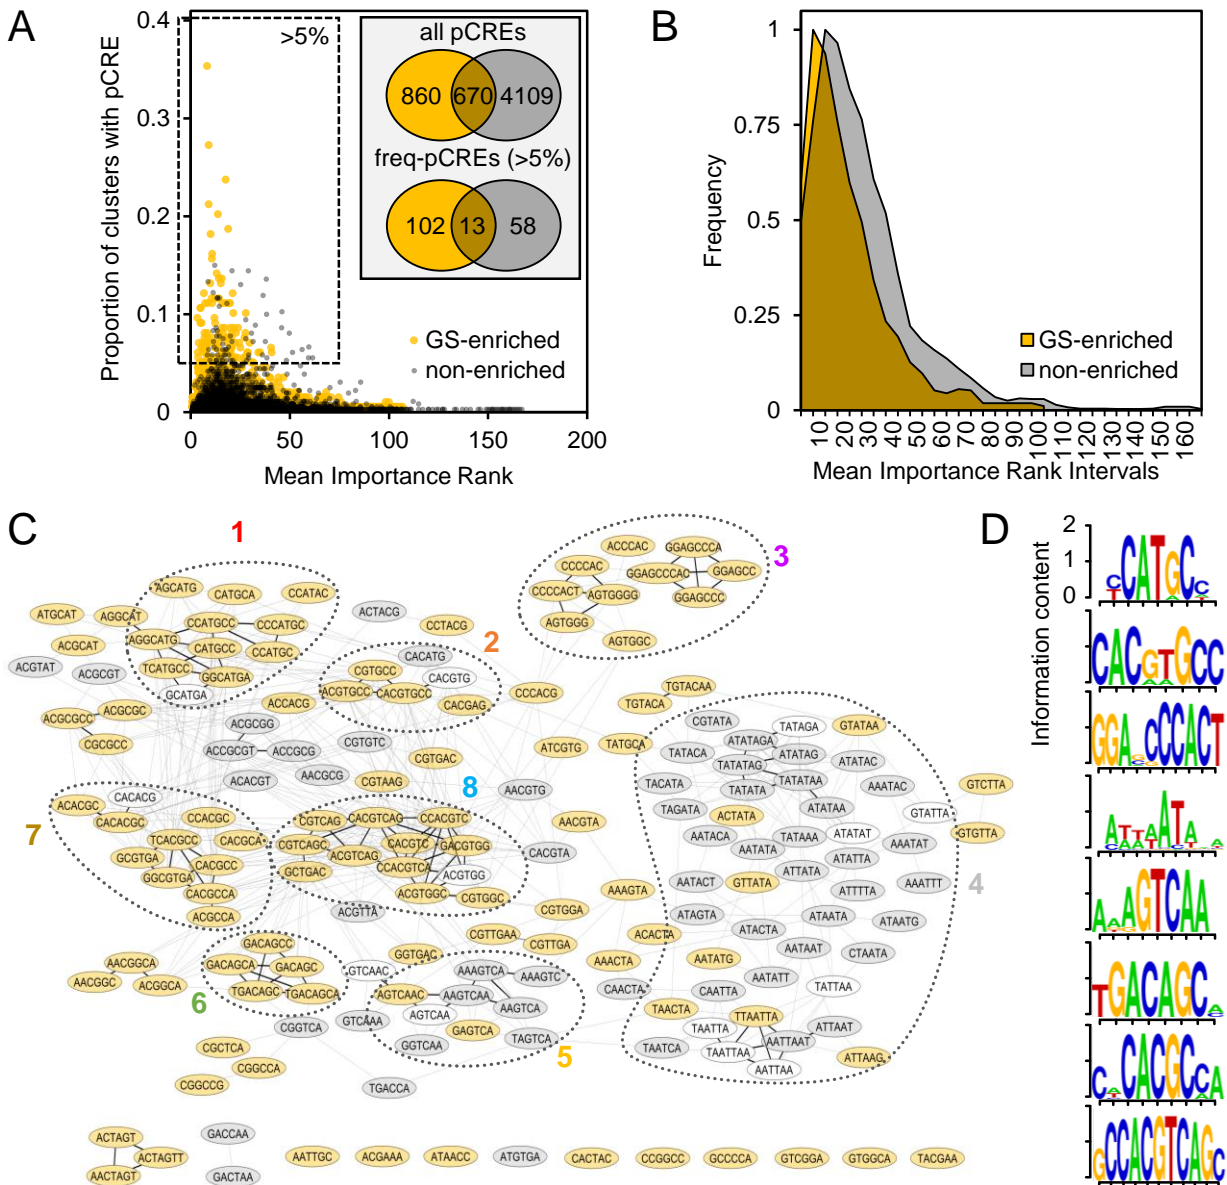 A
0.4
0.3
0.2
0.1
0
Proportion of clusters with pCRE
>5%
all pCREs
860 670 4109
freq-pCREs (>5%)
102 13 58
GS-enriched
non-enriched
0 50 100 150 200
Mean Importance Rank
B
1
0.75
0.5
0.25
0
Frequency
GS-enriched
non-enriched
10 20 30 40 50 60 70 80 90 100 110 120 130 140 150 160
Mean Importance Rank Intervals
C
1
AGCATG
CATGCA
CCATAC
ATGCAT
AGGCAT
CCATGCC
CCCATGC
ACGCAT
AGGCATG
CATGCC
CCATGC
ACGTAT
ACGCGT
TCATGCC
GGCATGA
GCATGA
ACGCGCC
ACGCGC
CGCGCC
ACTACG
CCTACG
2
CACATG
CGTGCC
CACGTG
ACGTGCC
CACGTGCC
CACGAG
CCCACG
ACCACG
ACGCGG
ACCGCGT
ACCGCG
CGTGTC
CGTGAC
ATCGTG
ACACGT
AACGCG
CGTAAG
AACGTG
3
ACCCAC
GGAGCCCA
CCCCAC
GGAGCCCAC
GGAGCC
CCCCACT
AGTGGGG
GGAGCCC
AGTGGG
AGTGGC
TGTACAA
TGTACA
TATGCA
4
CGTATA
TATAGA
GTATAA
ATATAGA
TATACA
ATATAG
ATATAC
TATATAG
TACATA
TATATA
TATATAA
AAATAC
TAGATA
ATATAA
GTATTA
ACTATA
AATACA
TATAAA
ATATAT
AATATA
AAATAT
ATATTA
ATTATA
AATACT
GTTATA
ATTTTA
AAATTT
ATAGTA
ATAATA
ATAATG
ATACTA
AATAAT
CTAATA
AATATG
AATATT
CAATTA
TATTAA
TAACTA
TTAATTA
TAATTA
AATTAAT
ATTAAT
TAATCA
TAATTAA
AATTAA
ATTAAG
GTCTTA
GTGTTA
7
ACACGC
CACACG
CACACGC
CCACGC
TCACGCC
CACGCA
GCGTGA
CACGCC
GGCGTGA
CACGCCA
ACGCCA
8
CGTCAG
CACGTCAG
CCACGTC
CGTCAGC
CACGTC
GACGTGG
ACGTCAG
CCACGTCA
ACGTGG
GCTGAC
ACGTGGC
CGTGGC
AACGTA
CACGTA
ACGTTA
CGTGGA
CGTTGAA
CGTTGA
GGTGAC
AAAGTA
ACACTA
AAACTA
CAACTA
6
GACAGCC
GACAGCA
GACAGC
TGACAGC
TGACAGCA
AACGGCA
AACGGC
ACGGCA
CGGTCA
CGCTCA
CGGCCA
CGGCCG
GTCAAC
GTCAAA
5
AAAGTCA
AAAGTC
AGTCAAC
AAGTCAA
AGTCAA
AAGTCA
GAGTCA
GGTCAA
TAGTCA
TGACCA
ACTAGT
ACTAGTT
AACTAGT
GACCAA
GACTAA
AATTGC
ACGAAA
ATAACC
ATGTGA
CACTAC
CCGGCC
GCCCCA
GTCGGA
GTGGCA
TACGAA
D
Information content
2
1
0